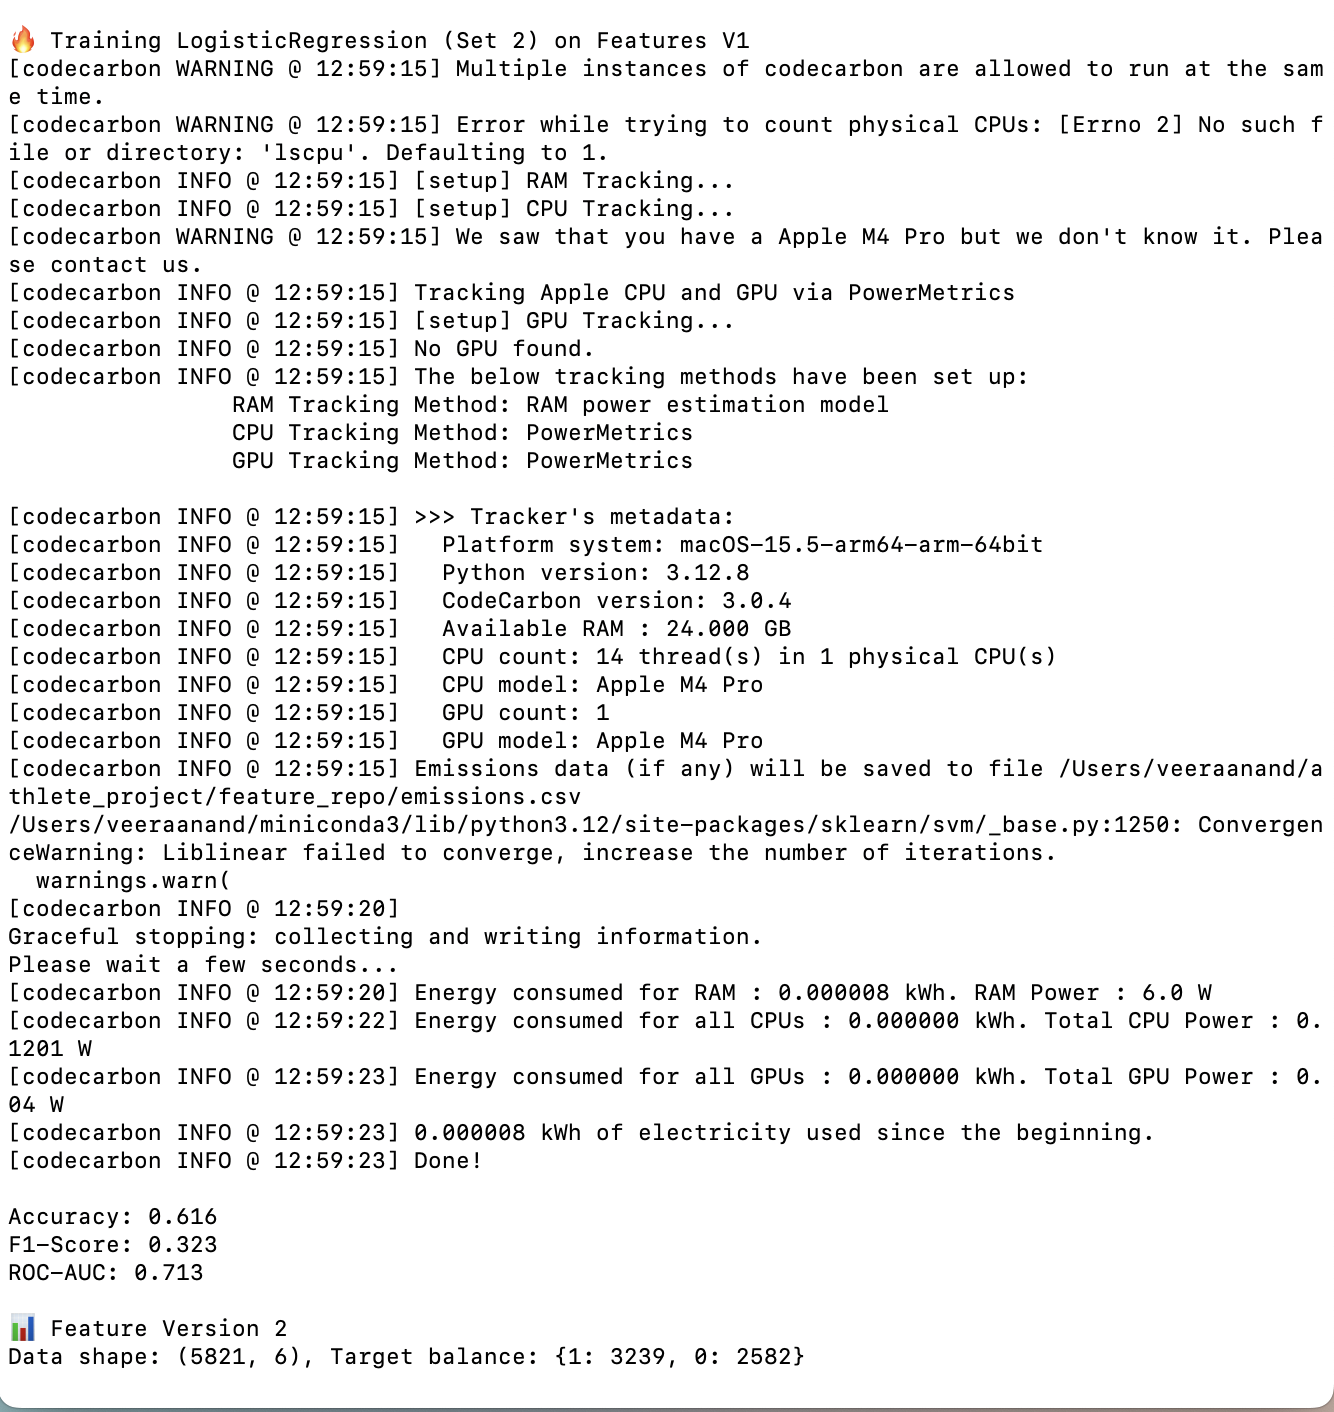 🔥 Training LogisticRegression (Set 2) on Features V1
[codecarbon WARNING @ 12:59:15] Multiple instances of codecarbon are allowed to run at the sam
e time.
[codecarbon WARNING @ 12:59:15] Error while trying to count physical CPUs: [Errno 2] No such f
ile or directory: 'lscpu'. Defaulting to 1.
[codecarbon INFO @ 12:59:15] [setup] RAM Tracking...
[codecarbon INFO @ 12:59:15] [setup] CPU Tracking...
[codecarbon WARNING @ 12:59:15] We saw that you have a Apple M4 Pro but we don't know it. Plea
se contact us.
[codecarbon INFO @ 12:59:15] Tracking Apple CPU and GPU via PowerMetrics
[codecarbon INFO @ 12:59:15] [setup] GPU Tracking...
[codecarbon INFO @ 12:59:15] No GPU found.
[codecarbon INFO @ 12:59:15] The below tracking methods have been set up:
                RAM Tracking Method: RAM power estimation model
                CPU Tracking Method: PowerMetrics
                GPU Tracking Method: PowerMetrics

[codecarbon INFO @ 12:59:15] >>> Tracker's metadata:
[codecarbon INFO @ 12:59:15]   Platform system: macOS-15.5-arm64-arm-64bit
[codecarbon INFO @ 12:59:15]   Python version: 3.12.8
[codecarbon INFO @ 12:59:15]   CodeCarbon version: 3.0.4
[codecarbon INFO @ 12:59:15]   Available RAM : 24.000 GB
[codecarbon INFO @ 12:59:15]   CPU count: 14 thread(s) in 1 physical CPU(s)
[codecarbon INFO @ 12:59:15]   CPU model: Apple M4 Pro
[codecarbon INFO @ 12:59:15]   GPU count: 1
[codecarbon INFO @ 12:59:15]   GPU model: Apple M4 Pro
[codecarbon INFO @ 12:59:15] Emissions data (if any) will be saved to file /Users/veeraanand/a
thlete_project/feature_repo/emissions.csv
/Users/veeraanand/miniconda3/lib/python3.12/site-packages/sklearn/svm/_base.py:1250: Convergen
ceWarning: Liblinear failed to converge, increase the number of iterations.
  warnings.warn(
[codecarbon INFO @ 12:59:20]
Graceful stopping: collecting and writing information.
Please wait a few seconds...
[codecarbon INFO @ 12:59:20] Energy consumed for RAM : 0.000008 kWh. RAM Power : 6.0 W
[codecarbon INFO @ 12:59:22] Energy consumed for all CPUs : 0.000000 kWh. Total CPU Power : 0.
1201 W
[codecarbon INFO @ 12:59:23] Energy consumed for all GPUs : 0.000000 kWh. Total GPU Power : 0.
04 W
[codecarbon INFO @ 12:59:23] 0.000008 kWh of electricity used since the beginning.
[codecarbon INFO @ 12:59:23] Done!

Accuracy: 0.616
F1-Score: 0.323
ROC-AUC: 0.713

📊 Feature Version 2
Data shape: (5821, 6), Target balance: {1: 3239, 0: 2582}